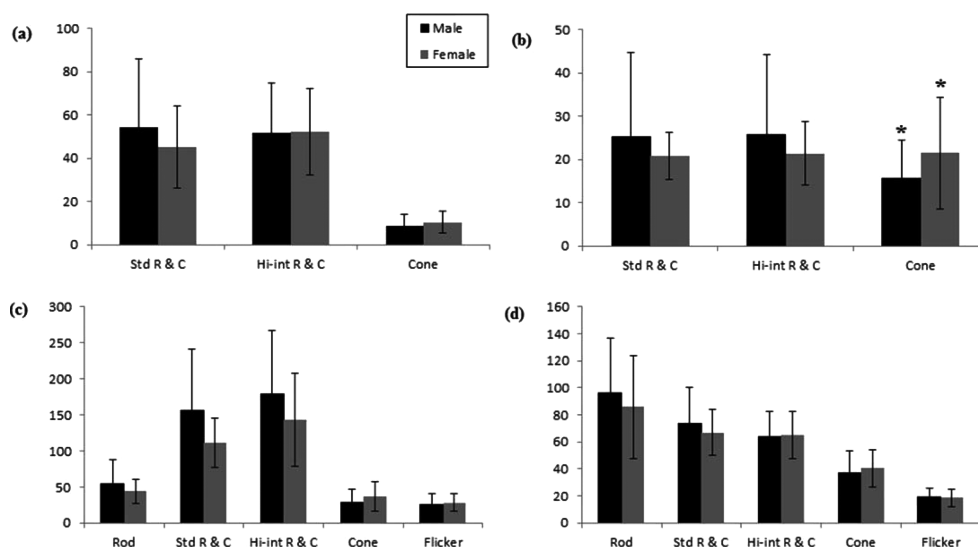 (a)
100
80
60
40
20
0
Std R & C Hi-int R & C Cone
Male
Female
(b)
50
40
30
20
10
0
* *
Std R & C Hi-int R & C Cone
(c)
300
250
200
150
100
50
0
Rod Std R & C Hi-int R & C Cone Flicker
(d)
160
140
120
100
80
60
40
20
0
Rod Std R & C Hi-int R & C Cone Flicker